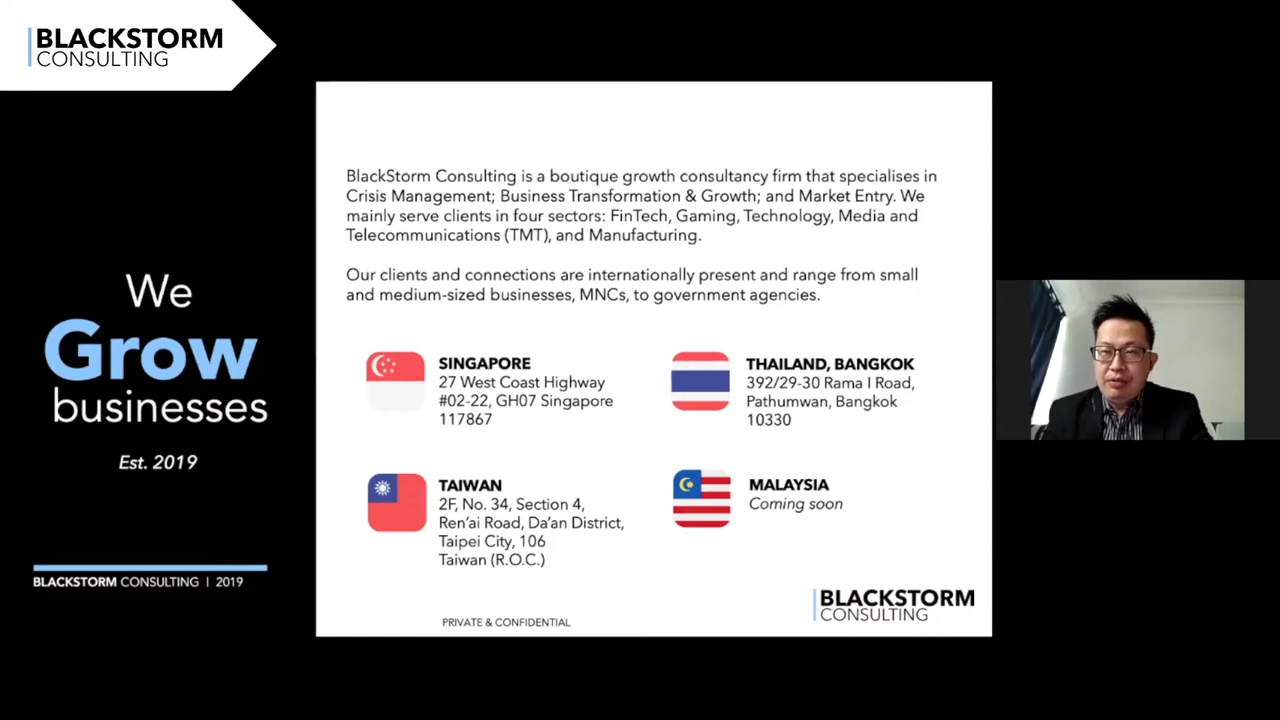 BLACKSTORM
CONSULTING
We
Grow
businesses
Est. 2019
BLACKSTORM CONSULTING | 2019
BlackStorm Consulting is a boutique growth consultancy firm that specialises in
Crisis Management; Business Transformation & Growth; and Market Entry. We
mainly serve clients in four sectors: FinTech, Gaming, Technology, Media and
Telecommunications (TMT), and Manufacturing.
Our clients and connections are internationally present and range from small
and medium-sized businesses, MNCs, to government agencies.
SINGAPORE
27 West Coast Highway
#02-22, GH07 Singapore
117867
THAILAND, BANGKOK
392/29-30 Rama I Road,
Pathumwan, Bangkok
10330
TAIWAN
2F, No. 34, Section 4,
Ren'ai Road, Da'an District,
Taipei City, 106
Taiwan (R.O.C.)
MALAYSIA
Coming soon
PRIVATE & CONFIDENTIAL
BLACKSTORM
CONSULTING